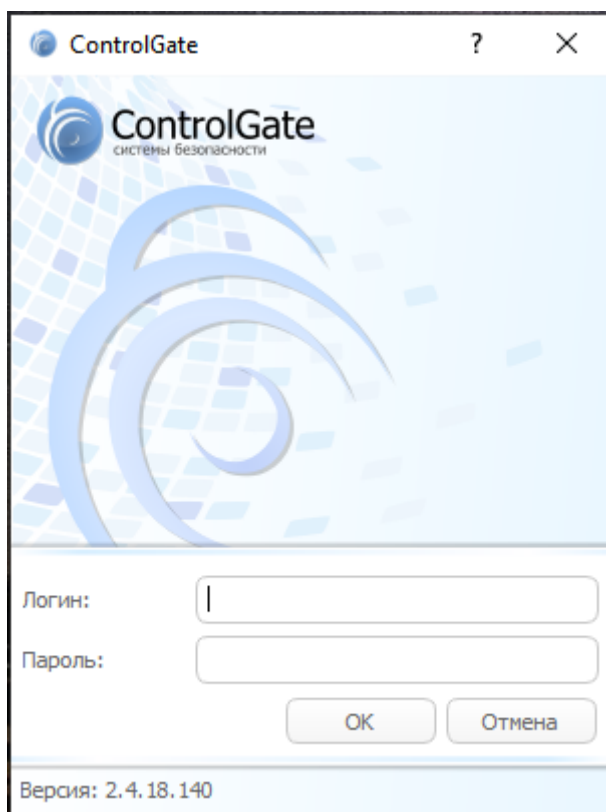 ControlGate
ControlGate
системы безопасности
Логин:
Пароль:
OK Отмена
Версия: 2.4.18.140